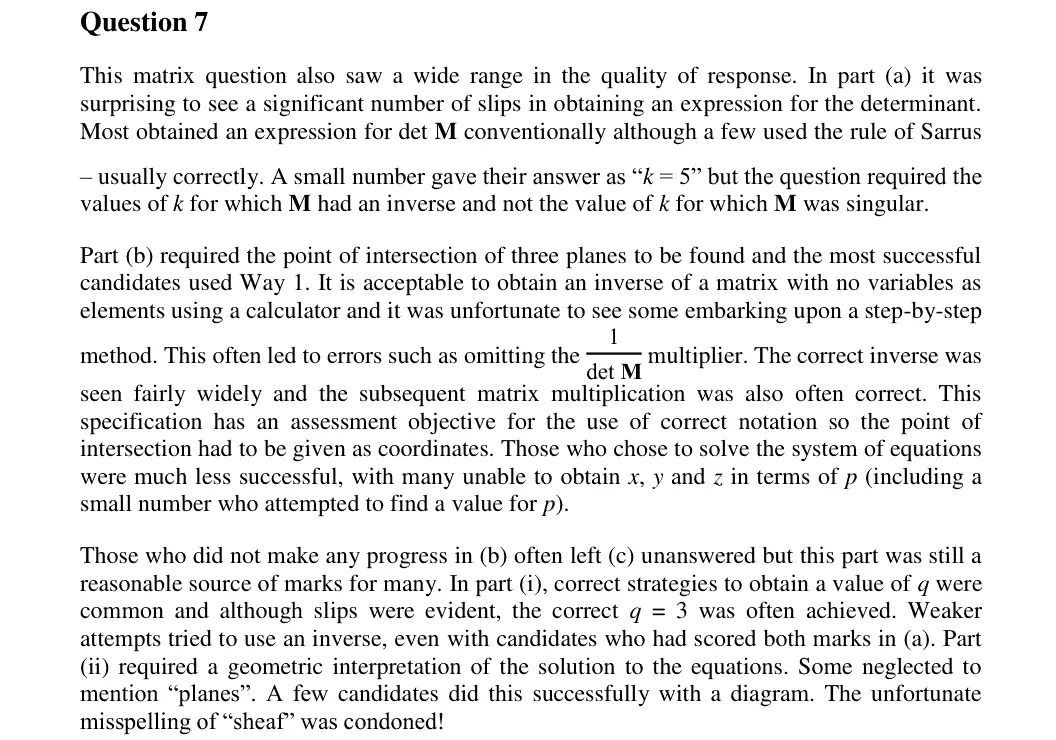 Question 7
This matrix question also saw a wide range in the quality of response. In part (a) it was
surprising to see a significant number of slips in obtaining an expression for the determinant.
Most obtained an expression for det M conventionally although a few used the rule of Sarrus
– usually correctly. A small number gave their answer as “k = 5” but the question required the
values of k for which M had an inverse and not the value of k for which M was singular.
Part (b) required the point of intersection of three planes to be found and the most successful
candidates used Way 1. It is acceptable to obtain an inverse of a matrix with no variables as
elements using a calculator and it was unfortunate to see some embarking upon a step-by-step
method. This often led to errors such as omitting the 1/det M multiplier. The correct inverse was
seen fairly widely and the subsequent matrix multiplication was also often correct. This
specification has an assessment objective for the use of correct notation so the point of
intersection had to be given as coordinates. Those who chose to solve the system of equations
were much less successful, with many unable to obtain x, y and z in terms of p (including a
small number who attempted to find a value for p).
Those who did not make any progress in (b) often left (c) unanswered but this part was still a
reasonable source of marks for many. In part (i), correct strategies to obtain a value of q were
common and although slips were evident, the correct q = 3 was often achieved. Weaker
attempts tried to use an inverse, even with candidates who had scored both marks in (a). Part
(ii) required a geometric interpretation of the solution to the equations. Some neglected to
mention “planes”. A few candidates did this successfully with a diagram. The unfortunate
misspelling of “sheaf” was condoned!